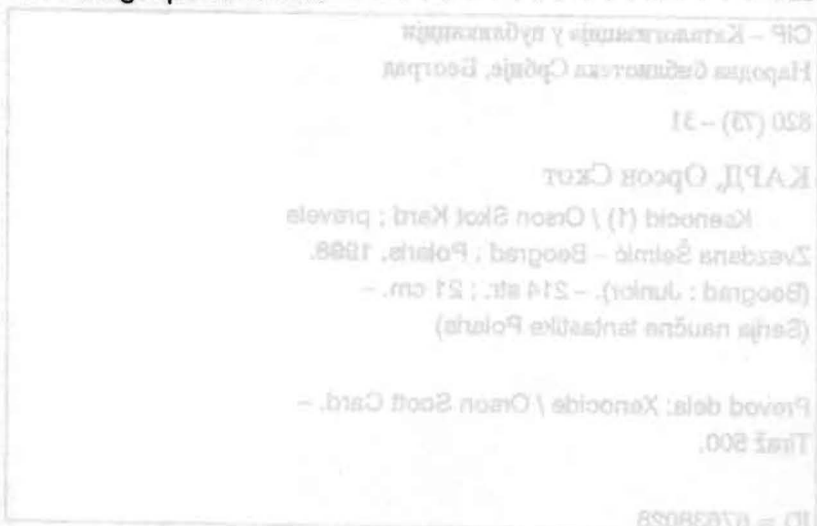 CIP – Каталогизација у публикацији
Народна библиотека Србије, Београд
820 (73) – 31
КАРД, Орсон Скот
Ksenocid (1) / Orson Skot Kard ; prevela
Zvezdana Šelmić – Beograd : Polaris, 1998.
(Beograd : Junior). – 214 str. ; 21 cm. –
(Serija naučne fantastike Polaris)
Prevod dela: Xenocide / Orson Scott Card. –
Tiraž 500.
ID =